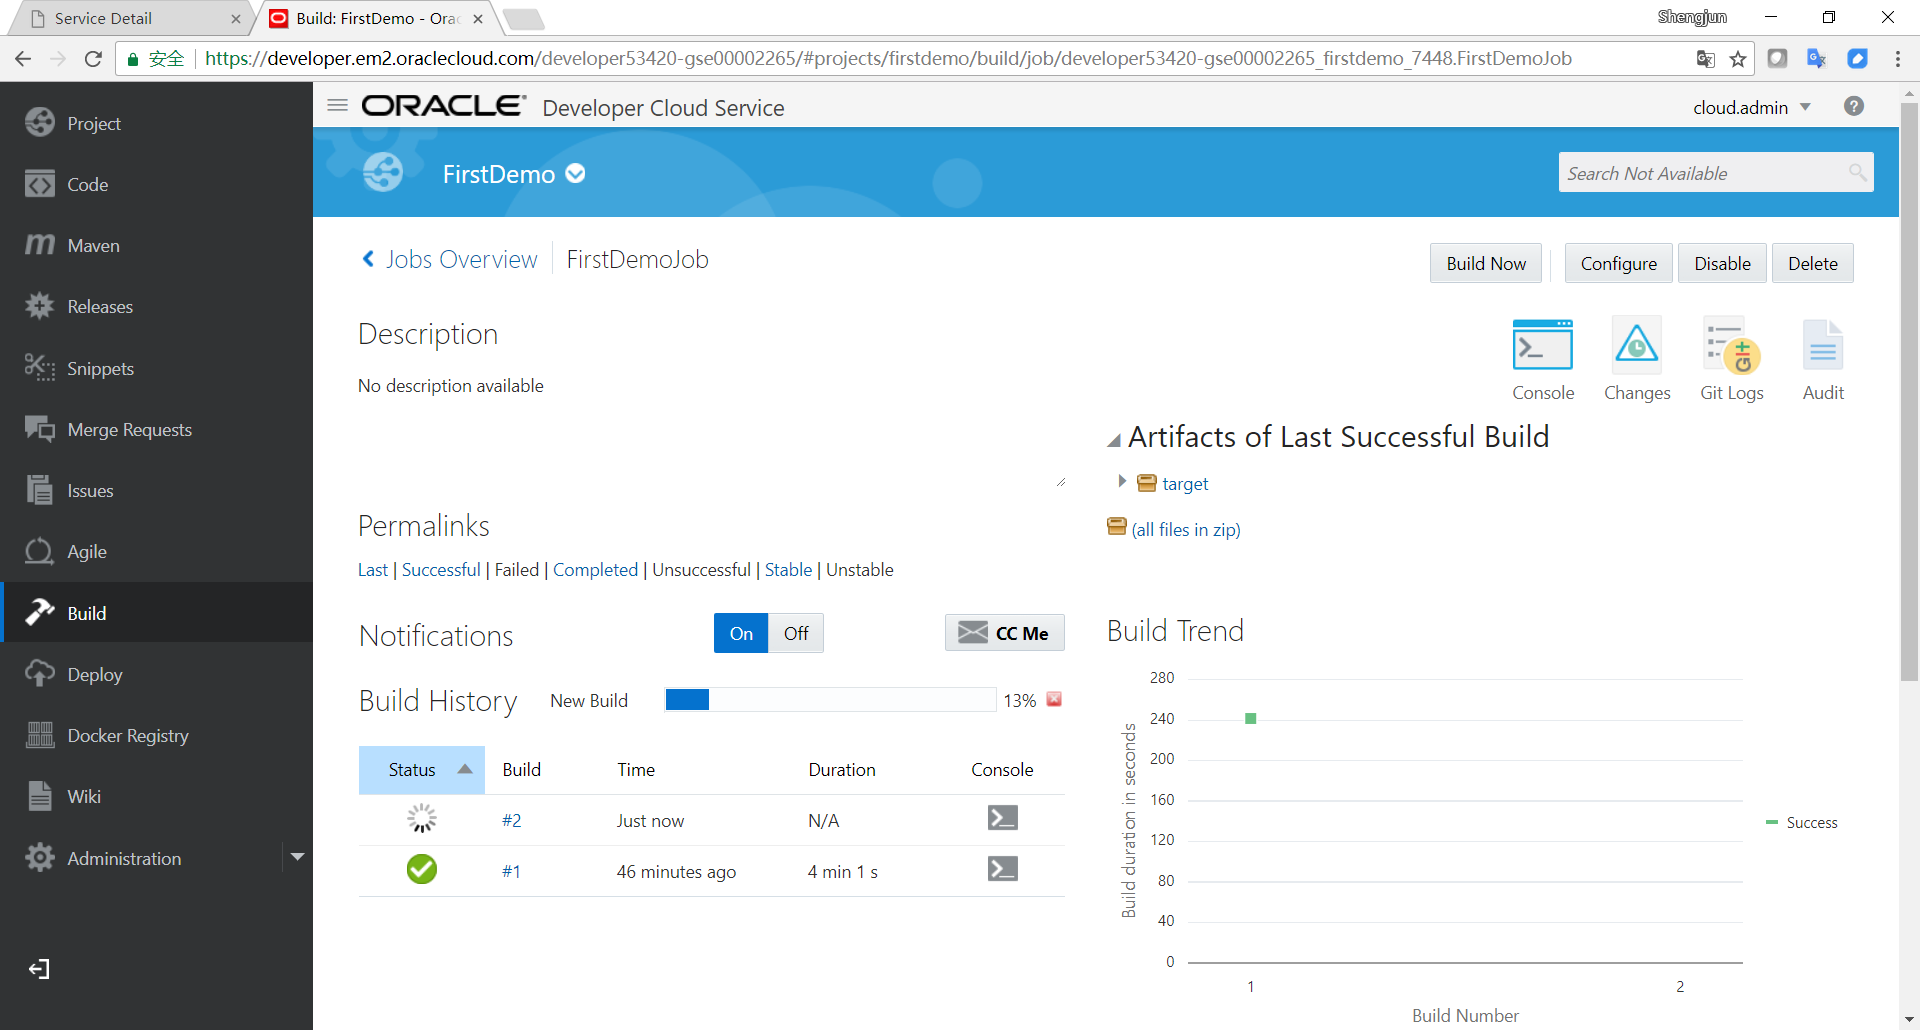 Service Detail
Build: FirstDemo - Orac
Shengjun
安全 https://developer.em2.oraclecloud.com/developer53420-gse00002265/#projects/firstdemo/build/job/developer53420-gse00002265_firstdemo_7448.FirstDemoJob
ORACLE Developer Cloud Service
cloud.admin
Project
Code
Maven
Releases
Snippets
Merge Requests
Issues
Agile
Build
Deploy
Docker Registry
Wiki
Administration
FirstDemo
Search Not Available
Jobs Overview FirstDemoJob
Build Now Configure Disable Delete
Description
No description available
Console Changes Git Logs Audit
Artifacts of Last Successful Build
target
(all files in zip)
Permalinks
Last | Successful | Failed | Completed | Unsuccessful | Stable | Unstable
Notifications On Off CC Me
Build History New Build 13%
Status Build Time Duration Console
#2 Just now N/A
#1 46 minutes ago 4 min 1 s
Build Trend
Build duration in seconds
280
240
200
160
120
80
40
0
1 2
Build Number
Success